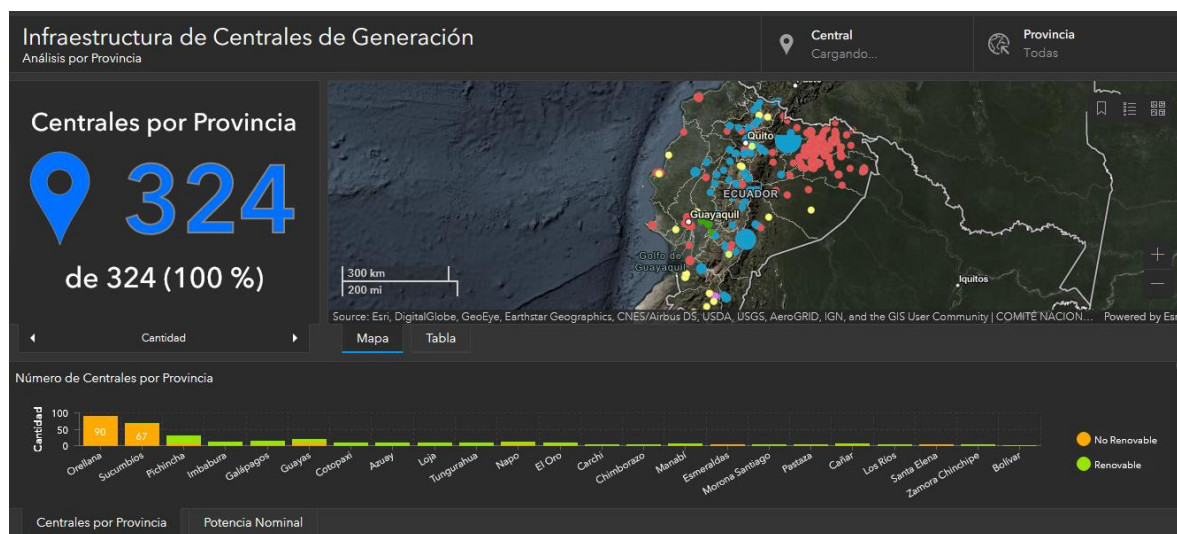 Infraestructura de Centrales de Generación
Análisis por Provincia
Central
Cargando...
Provincia
Todas
Centrales por Provincia
324
de 324 (100 %)
Cantidad
Quito
ECUADOR
Guayaquil
Golfo de
Guayaquil
Iquitos
300 km
200 mi
Source: Esri, DigitalGlobe, GeoEye, Earthstar Geographics, CNES/Airbus DS, USDA, USGS, AeroGRID, IGN, and the GIS User Community | COMITÉ NACION... Powered by Esr
Mapa
Tabla
Número de Centrales por Provincia
Cantidad
100
50
0
90
67
Orellana
Sucumbíos
Pichincha
Imbabura
Galápagos
Guayas
Cotopaxi
Azuay
Loja
Tungurahua
Napo
El Oro
Carchi
Chimborazo
Manabí
Esmeraldas
Morona Santiago
Pastaza
Cañar
Los Ríos
Santa Elena
Zamora Chinchipe
Bolívar
No Renovable
Renovable
Centrales por Provincia
Potencia Nominal